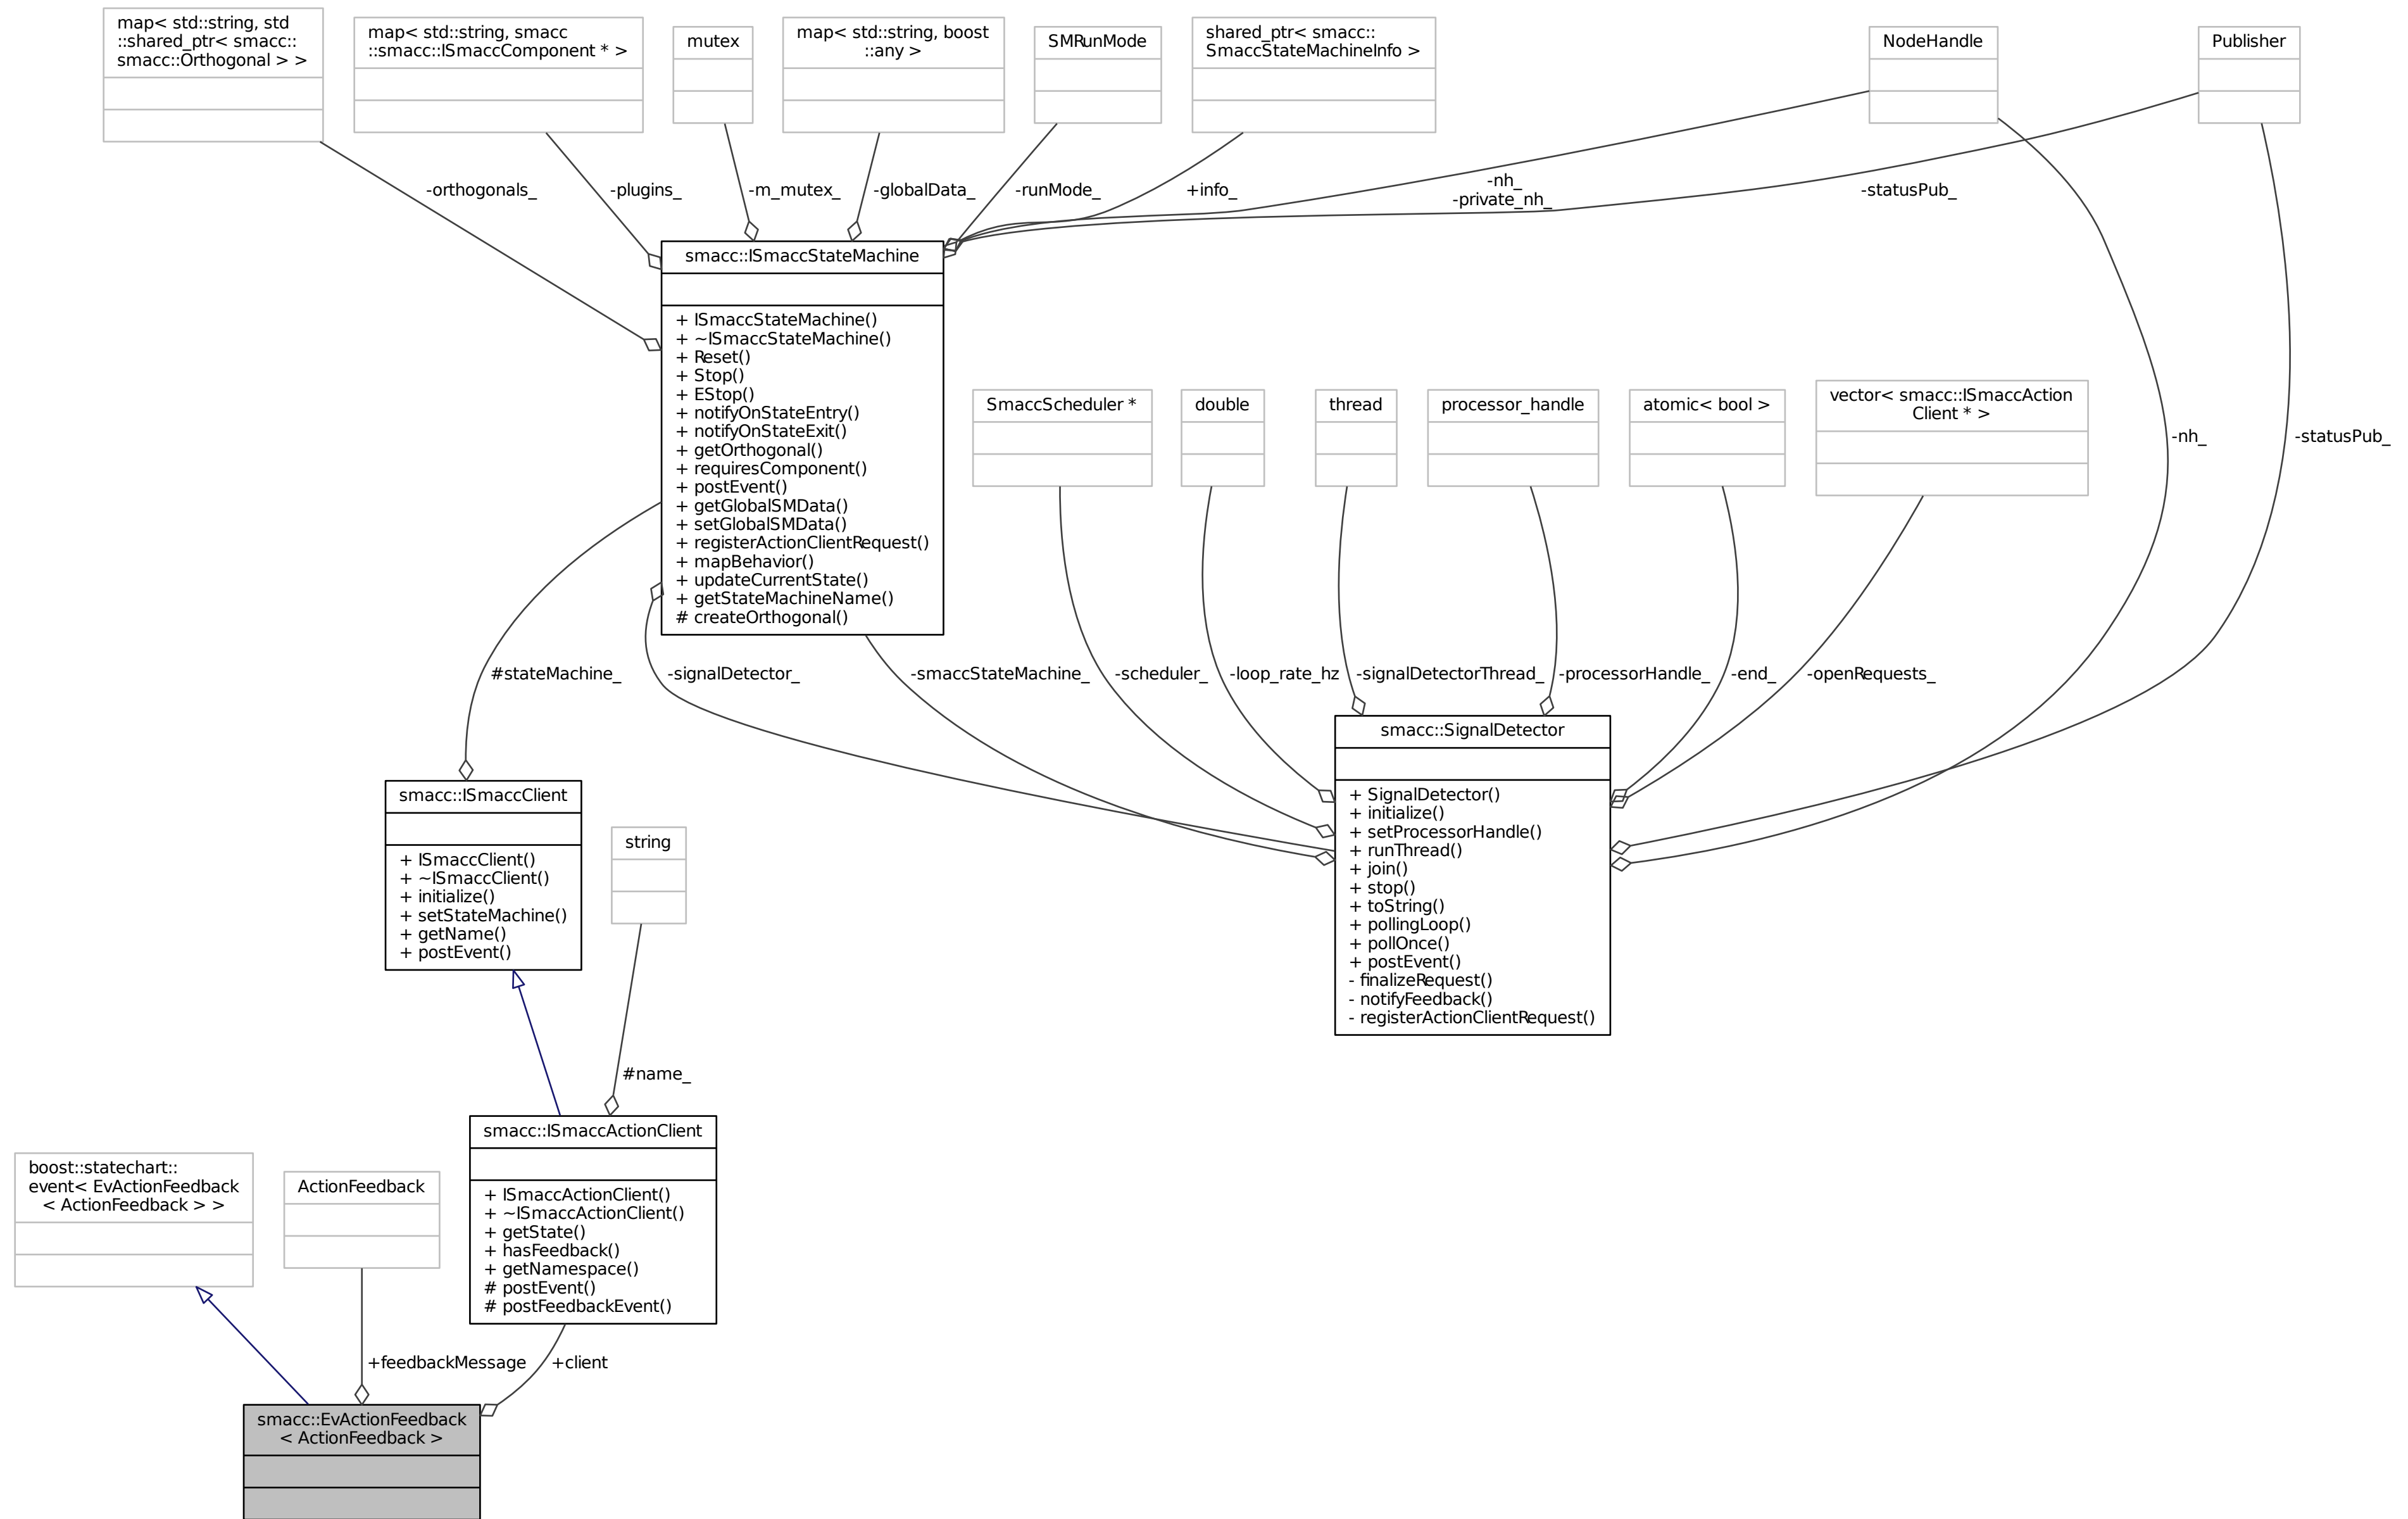 map< std::string, std
::shared_ptr< smacc::
smacc::Orthogonal > >
map< std::string, smacc
::smacc::ISmaccComponent * >
mutex
map< std::string, boost
::any >
SMRunMode
shared_ptr< smacc::
SmaccStateMachineInfo >
NodeHandle
Publisher
-orthogonals_
-plugins_
-m_mutex_
-globalData_
-runMode_
+info_
-nh_
-private_nh_
-statusPub_
smacc::ISmaccStateMachine
+ ISmaccStateMachine()
+ ~ISmaccStateMachine()
+ Reset()
+ Stop()
+ EStop()
+ notifyOnStateEntry()
+ notifyOnStateExit()
+ getOrthogonal()
+ requiresComponent()
+ postEvent()
+ getGlobalSMData()
+ setGlobalSMData()
+ registerActionClientRequest()
+ mapBehavior()
+ updateCurrentState()
+ getStateMachineName()
# createOrthogonal()
SmaccScheduler *
double
thread
processor_handle
atomic< bool >
vector< smacc::ISmaccAction
Client * >
-nh_
-statusPub_
#stateMachine_
-signalDetector_
-smaccStateMachine_
-scheduler_
-loop_rate_hz
-signalDetectorThread_
-processorHandle_
-end_
-openRequests_
smacc::SignalDetector
+ SignalDetector()
+ initialize()
+ setProcessorHandle()
+ runThread()
+ join()
+ stop()
+ toString()
+ pollingLoop()
+ pollOnce()
+ postEvent()
- finalizeRequest()
- notifyFeedback()
- registerActionClientRequest()
smacc::ISmaccClient
+ ISmaccClient()
+ ~ISmaccClient()
+ initialize()
+ setStateMachine()
+ getName()
+ postEvent()
string
#name_
smacc::ISmaccActionClient
+ ISmaccActionClient()
+ ~ISmaccActionClient()
+ getState()
+ hasFeedback()
+ getNamespace()
# postEvent()
# postFeedbackEvent()
boost::statechart::
event< EvActionFeedback
< ActionFeedback > >
ActionFeedback
+feedbackMessage
+client
smacc::EvActionFeedback
< ActionFeedback >